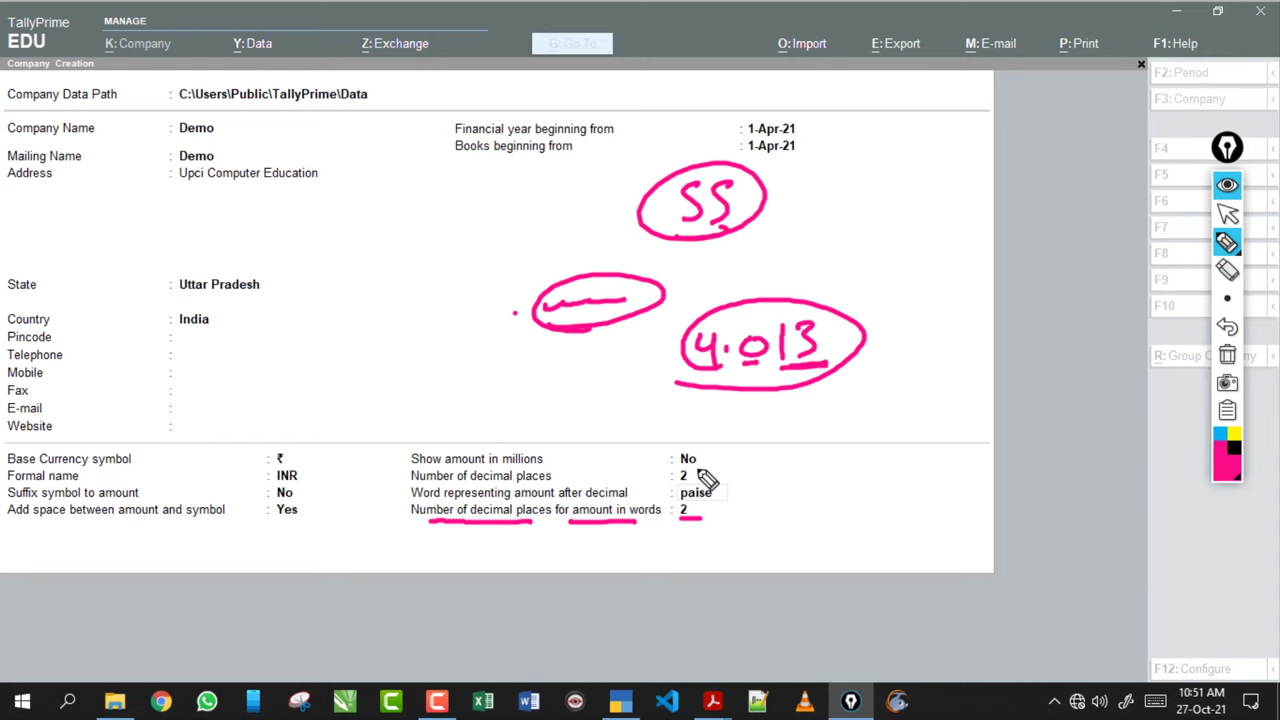 TallyPrime
EDU
MANAGE
K: Company
Y: Data
Z: Exchange
G: Go To
O: Import
E: Export
M: E-mail
P: Print
F1: Help
Company Creation
Company Data Path : C:\Users\Public\TallyPrime\Data
Company Name : Demo
Financial year beginning from : 1-Apr-21
Books beginning from : 1-Apr-21
Mailing Name : Demo
Address : Upci Computer Education
State : Uttar Pradesh
Country : India
Pincode :
Telephone :
Mobile :
Fax :
E-mail :
Website :
4.013
Base Currency symbol : ₹
Formal name : INR
Suffix symbol to amount : No
Add space between amount and symbol : Yes
Show amount in millions : No
Number of decimal places : 2
Word representing amount after decimal : paise
Number of decimal places for amount in words : 2
F2: Period
F3: Company
F4
F5
F6
F7
F8
F9
F10
R: Group Company
F12: Configure
10:51 AM
27-Oct-21